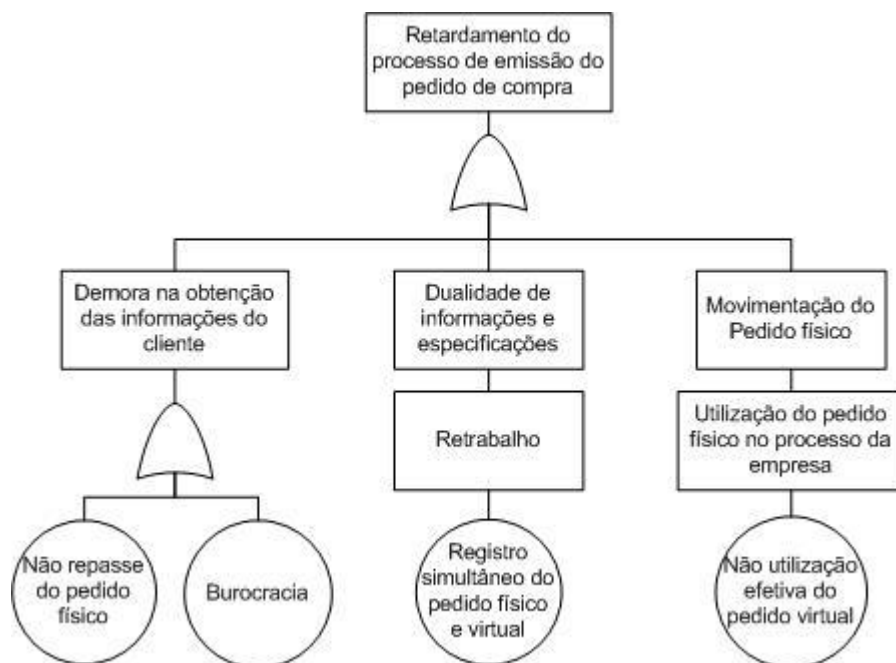 Retardamento do
processo de emissão do
pedido de compra
Demora na obtenção
das informações do
cliente
Dualidade de
informações e
especificações
Movimentação do
Pedido físico
Retrabalho
Utilização do pedido
físico no processo da
empresa
Não repasse
do pedido
físico
Burocracia
Registro
simultâneo do
pedido físico
e virtual
Não utilização
efetiva do
pedido virtual